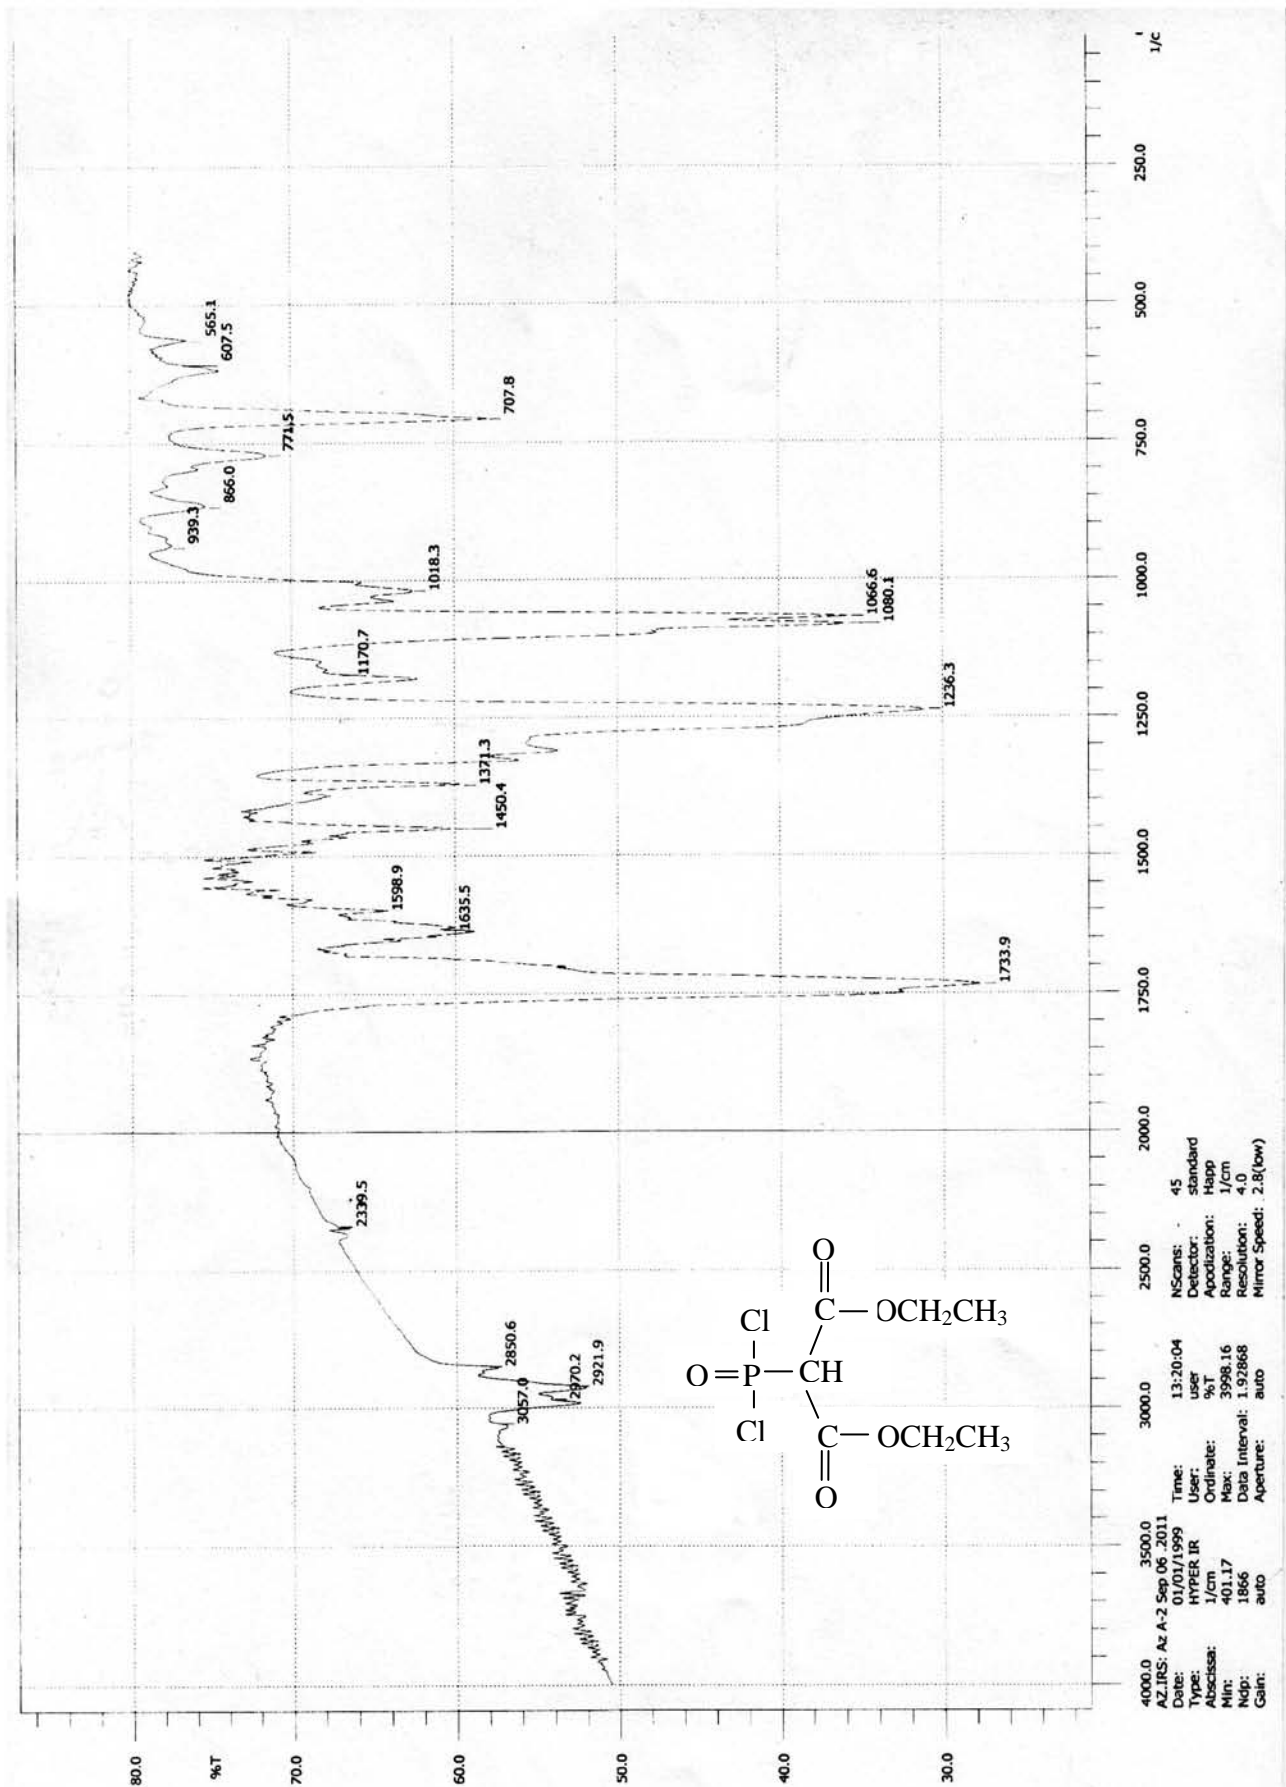 80.0
%T
70.0
60.0
50.0
40.0
30.0
3057.0
2970.2
2921.9
2850.6
2339.5
1733.9
1635.5
1598.9
1450.4
1371.3
1236.3
1170.7
1080.1
1066.6
1018.3
939.3
866.0
771.5
707.8
607.5
565.1
O
Cl
C
OCH2CH3
O
P
CH
Cl
C
OCH2CH3
O
4000.0
3500.0
3000.0
2500.0
2000.0
1750.0
1500.0
1250.0
1000.0
750.0
500.0
250.0
1/c
AZ.IRS: Az A-2 Sep 06 .2011
Date: 01/01/1999 Time: 13:20:04 NScans: 45
Type: HYPER IR User: user Detector: standard
Abscissa: 1/cm Ordinate: %T Apodization: Happ
Min: 401.17 Max: 3998.16 Range: 1/cm
Ndp: 1866 Data Interval: 1.92868 Resolution: 4.0
Gain: auto Aperture: auto Mirror Speed: 2.8(low)